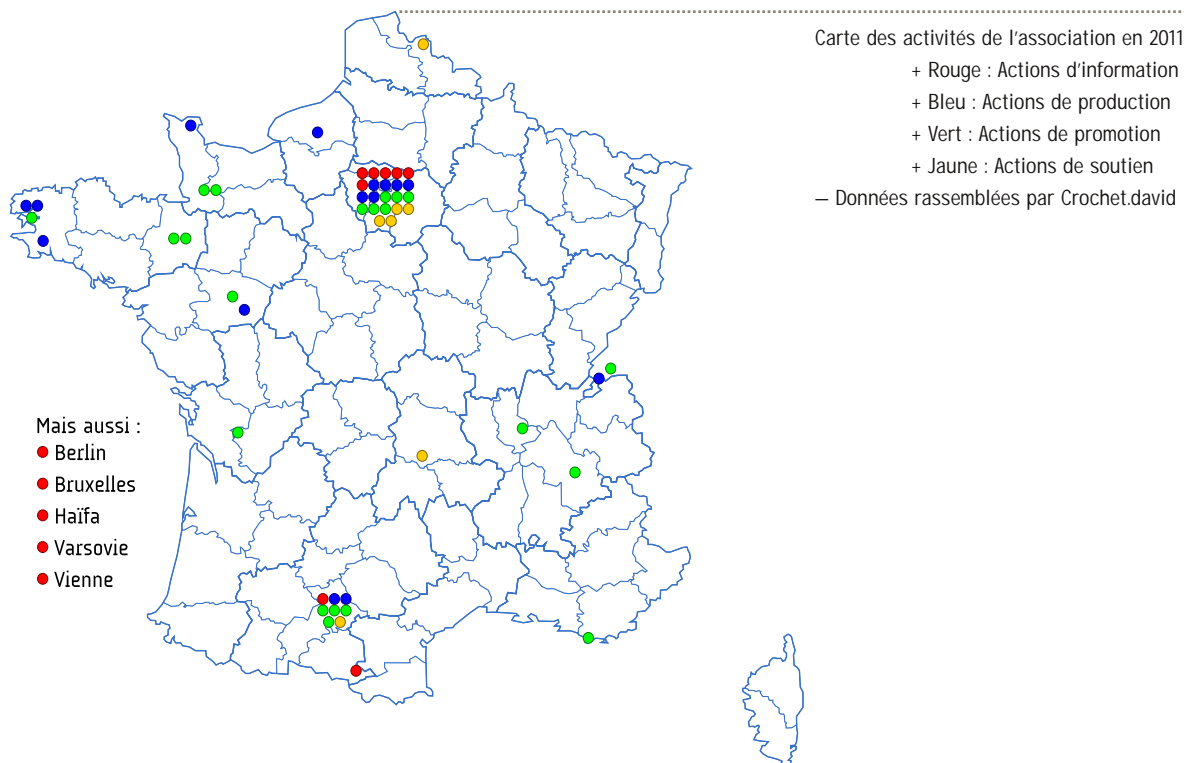 Carte des activités de l'association en 2011
+ Rouge : Actions d'information
+ Bleu : Actions de production
+ Vert : Actions de promotion
+ Jaune : Actions de soutien
– Données rassemblées par Crochet.david
Mais aussi :
Berlin
Bruxelles
Haïfa
Varsovie
Vienne